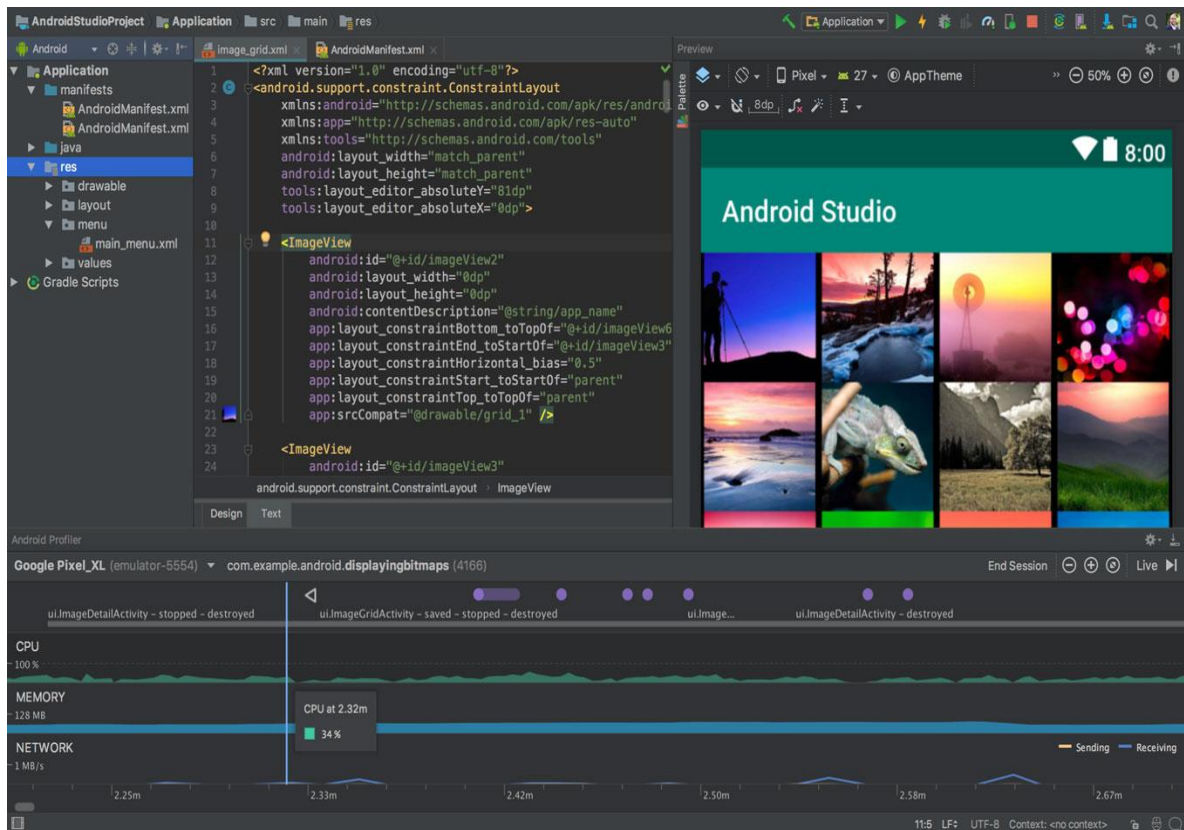 AndroidStudioProject Application src main res Application
Android
image_grid.xml AndroidManifest.xml
Preview
Application
manifests
AndroidManifest.xml
AndroidManifest.xml
java
res
drawable
layout
menu
main_menu.xml
values
Gradle Scripts
1 <?xml version="1.0" encoding="utf-8"?>
2 <android.support.constraint.ConstraintLayout
3 xmlns:android="http://schemas.android.com/apk/res/androi
4 xmlns:app="http://schemas.android.com/apk/res-auto"
5 xmlns:tools="http://schemas.android.com/tools"
6 android:layout_width="match_parent"
7 android:layout_height="match_parent"
8 tools:layout_editor_absoluteY="81dp"
9 tools:layout_editor_absoluteX="0dp">
10
11 <ImageView
12 android:id="@+id/imageView2"
13 android:layout_width="0dp"
14 android:layout_height="0dp"
15 android:contentDescription="@string/app_name"
16 app:layout_constraintBottom_toTopOf="@+id/imageView6
17 app:layout_constraintEnd_toStartOf="@+id/imageView3"
18 app:layout_constraintHorizontal_bias="0.5"
19 app:layout_constraintStart_toStartOf="parent"
20 app:layout_constraintTop_toTopOf="parent"
21 app:srcCompat="@drawable/grid_1" />
22
23 <ImageView
24 android:id="@+id/imageView3"
android.support.constraint.ConstraintLayout › ImageView
Design Text
Palette
Pixel 27 AppTheme » 50%
8dp
8:00
Android Studio
Android Profiler
Google Pixel_XL (emulator-5554) com.example.android.displayingbitmaps (4166) End Session Live
ui.ImageDetailActivity – stopped – destroyed ui.ImageGridActivity – saved – stopped – destroyed ui.Image... ui.ImageDetailActivity – destroyed
CPU
100 %
MEMORY
128 MB
CPU at 2.32m
34 %
NETWORK
Sending Receiving
1 MB/s
2.25m 2.33m 2.42m 2.50m 2.58m 2.67m
11:5 LF UTF-8 Context: <no context>